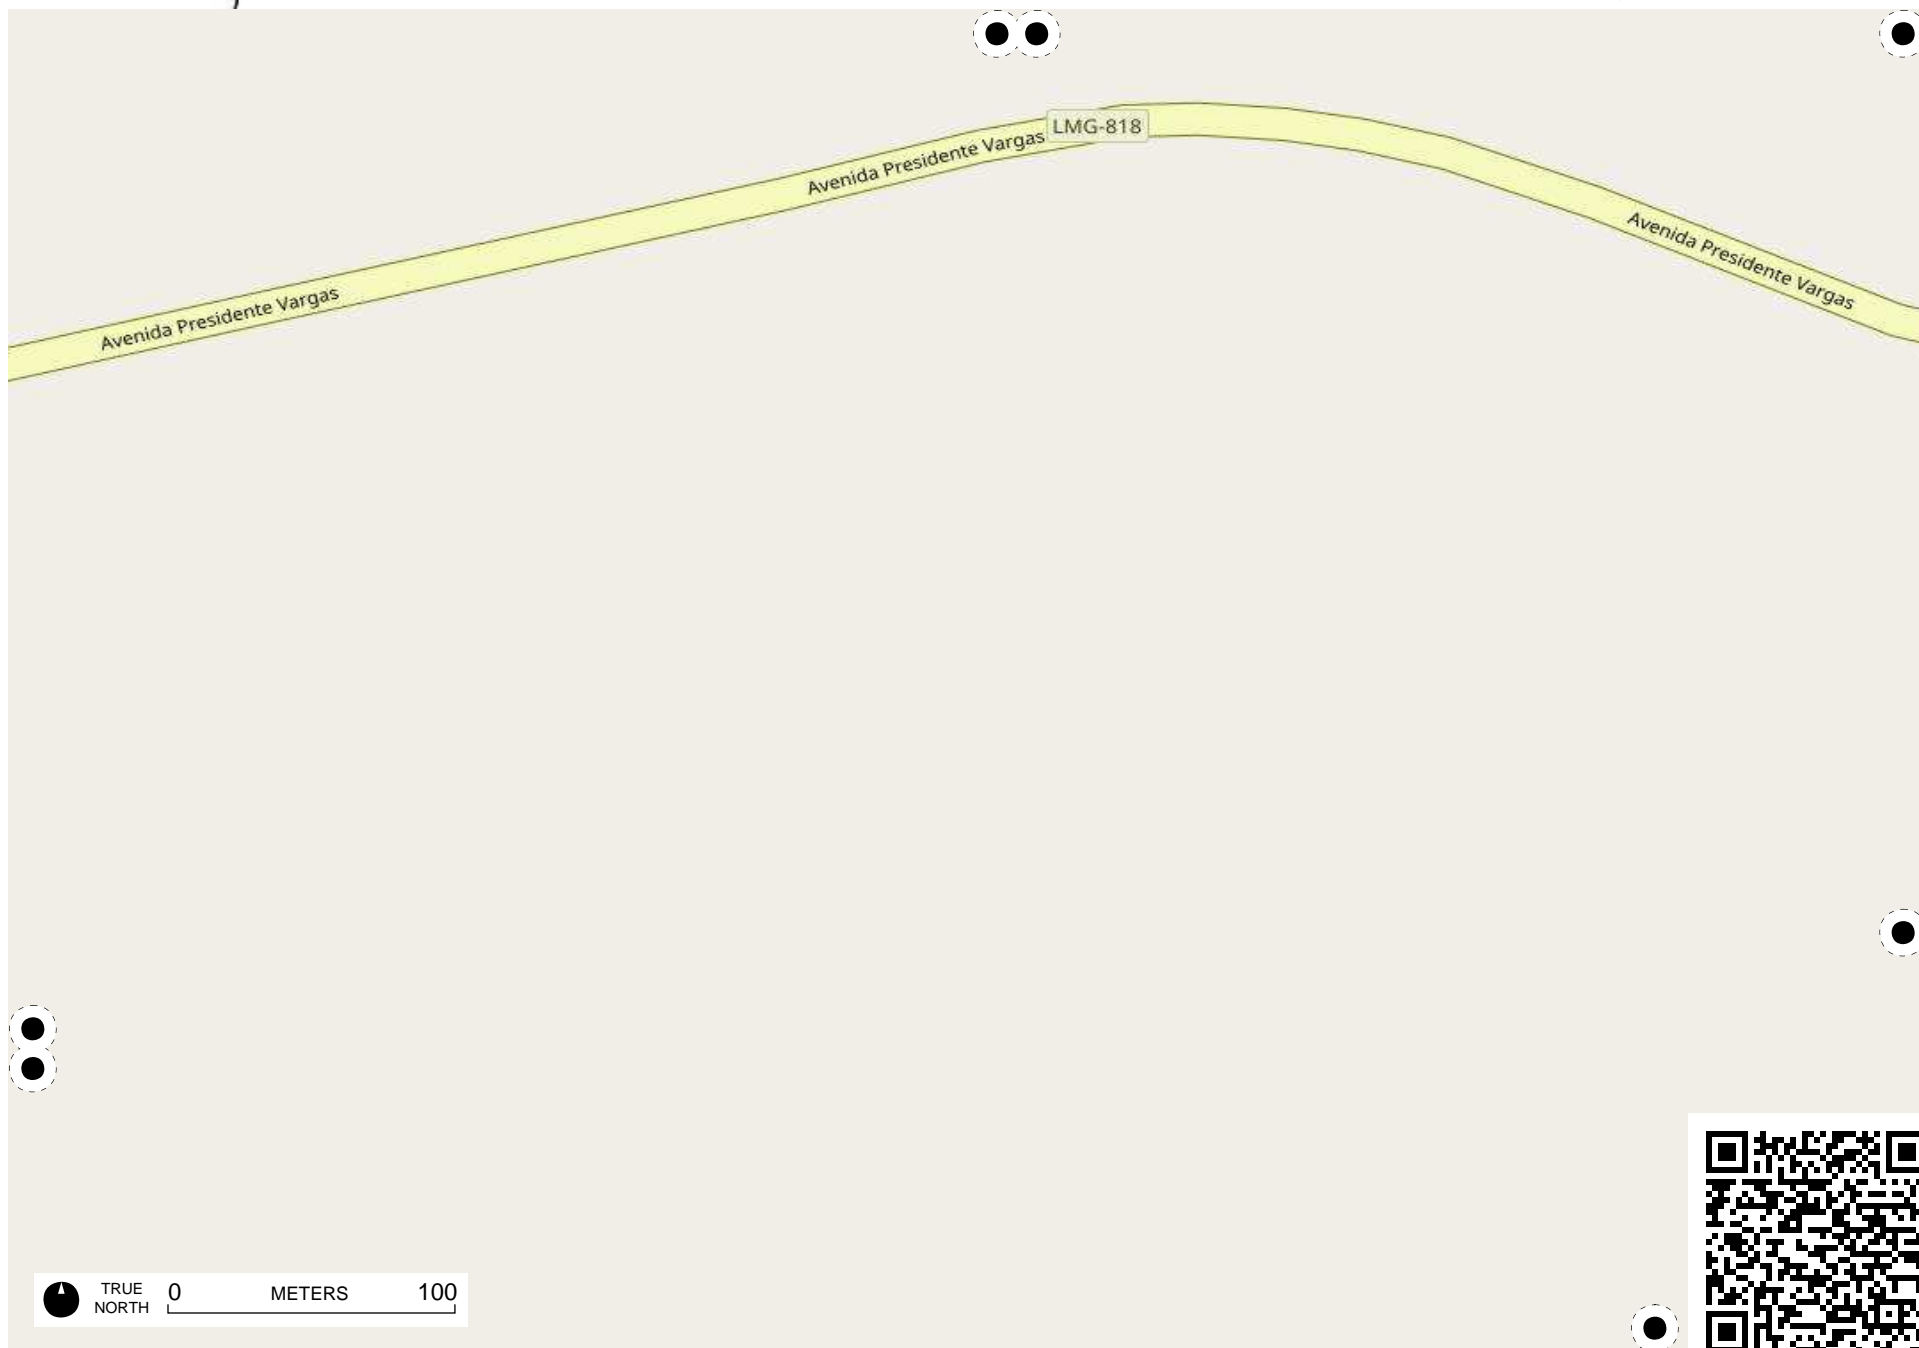 LMG-818
Avenida Presidente Vargas
Avenida Presidente Vargas
Avenida Presidente Vargas
TRUE NORTH
0 METERS 100